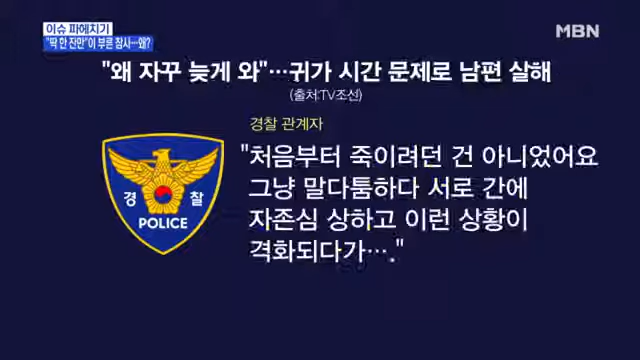 이슈 파헤치기
"딱 한 잔만"이 부른 참사…왜?
MBN
"왜 자꾸 늦게 와"…귀가 시간 문제로 남편 살해
(출처:TV조선)
경찰 관계자
"처음부터 죽이려던 건 아니었어요
그냥 말다툼하다 서로 간에
자존심 상하고 이런 상황이
격화되다가…."
경 찰
POLICE